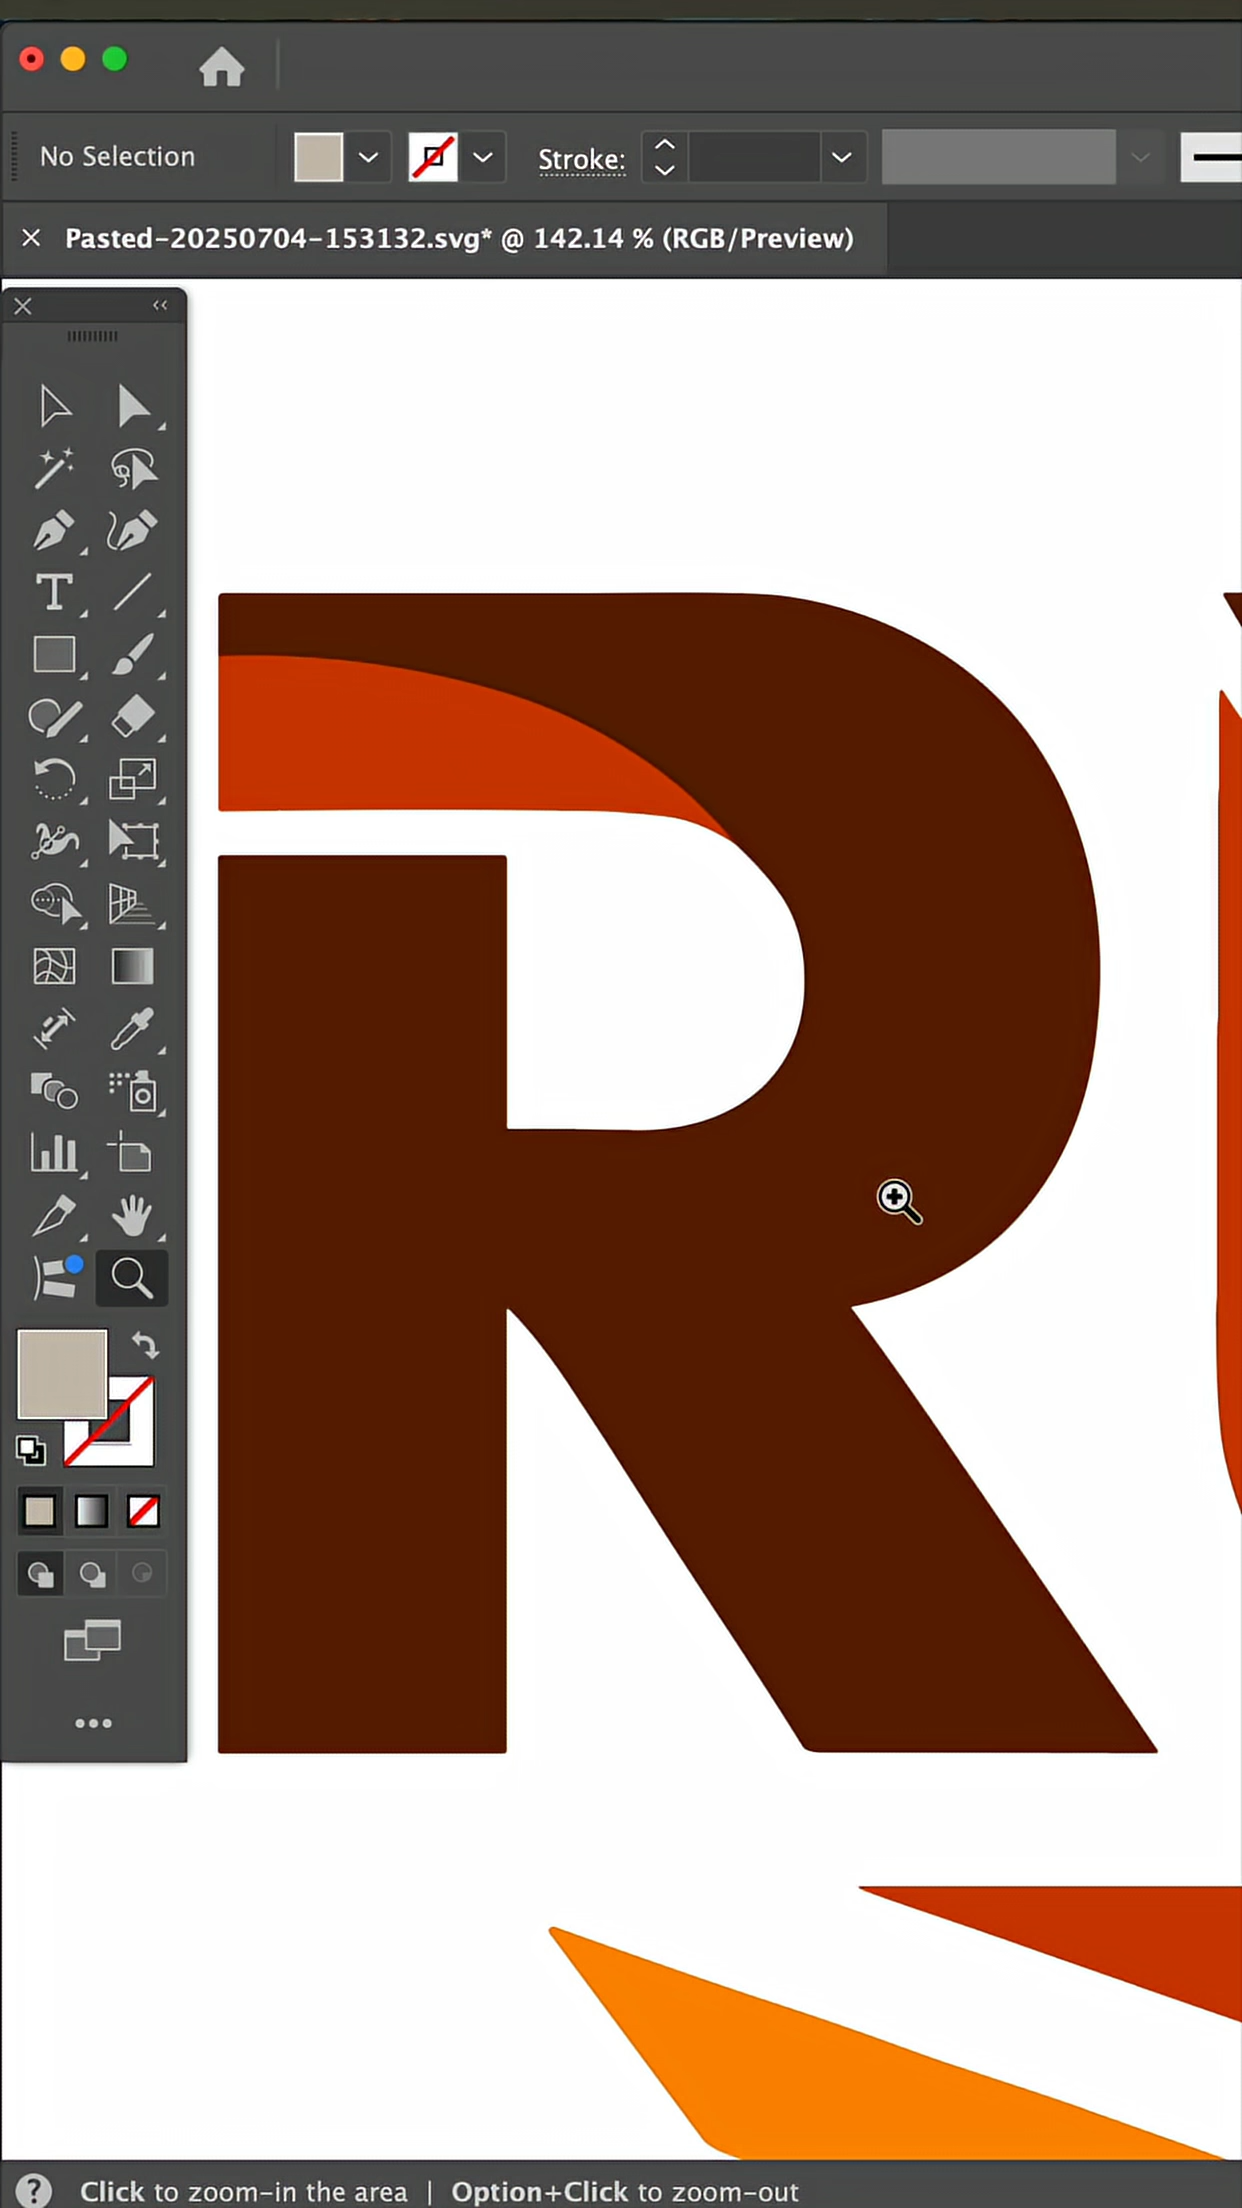 No Selection
Stroke:
Pasted-20250704-153132.svg* @ 142.14 % (RGB/Preview)
R
Click to zoom-in the area | Option+Click to zoom-out